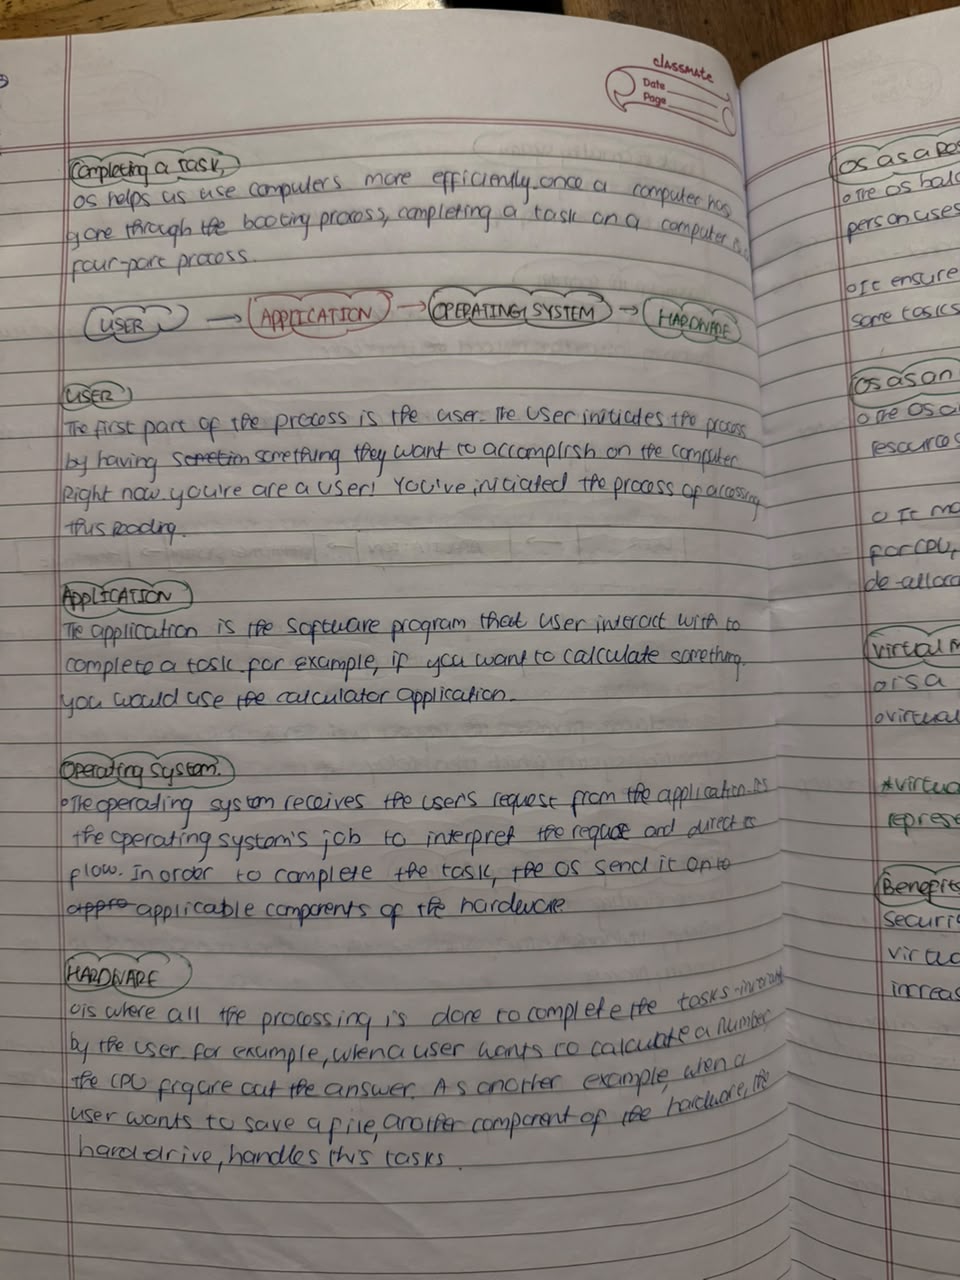 classmate
Date
Page
Completing a task,
OS helps us use computers more efficiently. once a computer has
gone through the booting process, completing a task on a computer is a
four-part process.
USER → APPLICATION → OPERATING SYSTEM → HARDWARE
USER
The first part of the process is the user. The user initiates the process
by having sometim something they want to accomplish on the computer
Right now you're are a user! You've initiated the process of accessing
this reading.
APPLICATION
The application is the software program that user interact with to
complete a task. for example, if you want to calculate something,
you would use the calculator application.
Operating System.
The operating system receives the user's request from the application. Its
the operating system's job to interpret the reques and direct its
flow. In order to complete the task, the OS send it onto
appro applicable components of the hardware.
HARDWARE
is where all the processing is done to complete the tasks
by the user for example, when a user wants to calculate a number,
the CPU figure out the answer. As another example, when a
user wants to save a file, another component of the hardware, the
hard drive, handles this tasks.
OS as a
The OS
person uses
It ensure
same tasks
OS as an
The OS
resources
It
for CPU,
de-alloca
Virtual
or is a
virtual
*virtua
represe
Benefits
securi
virtua
increas